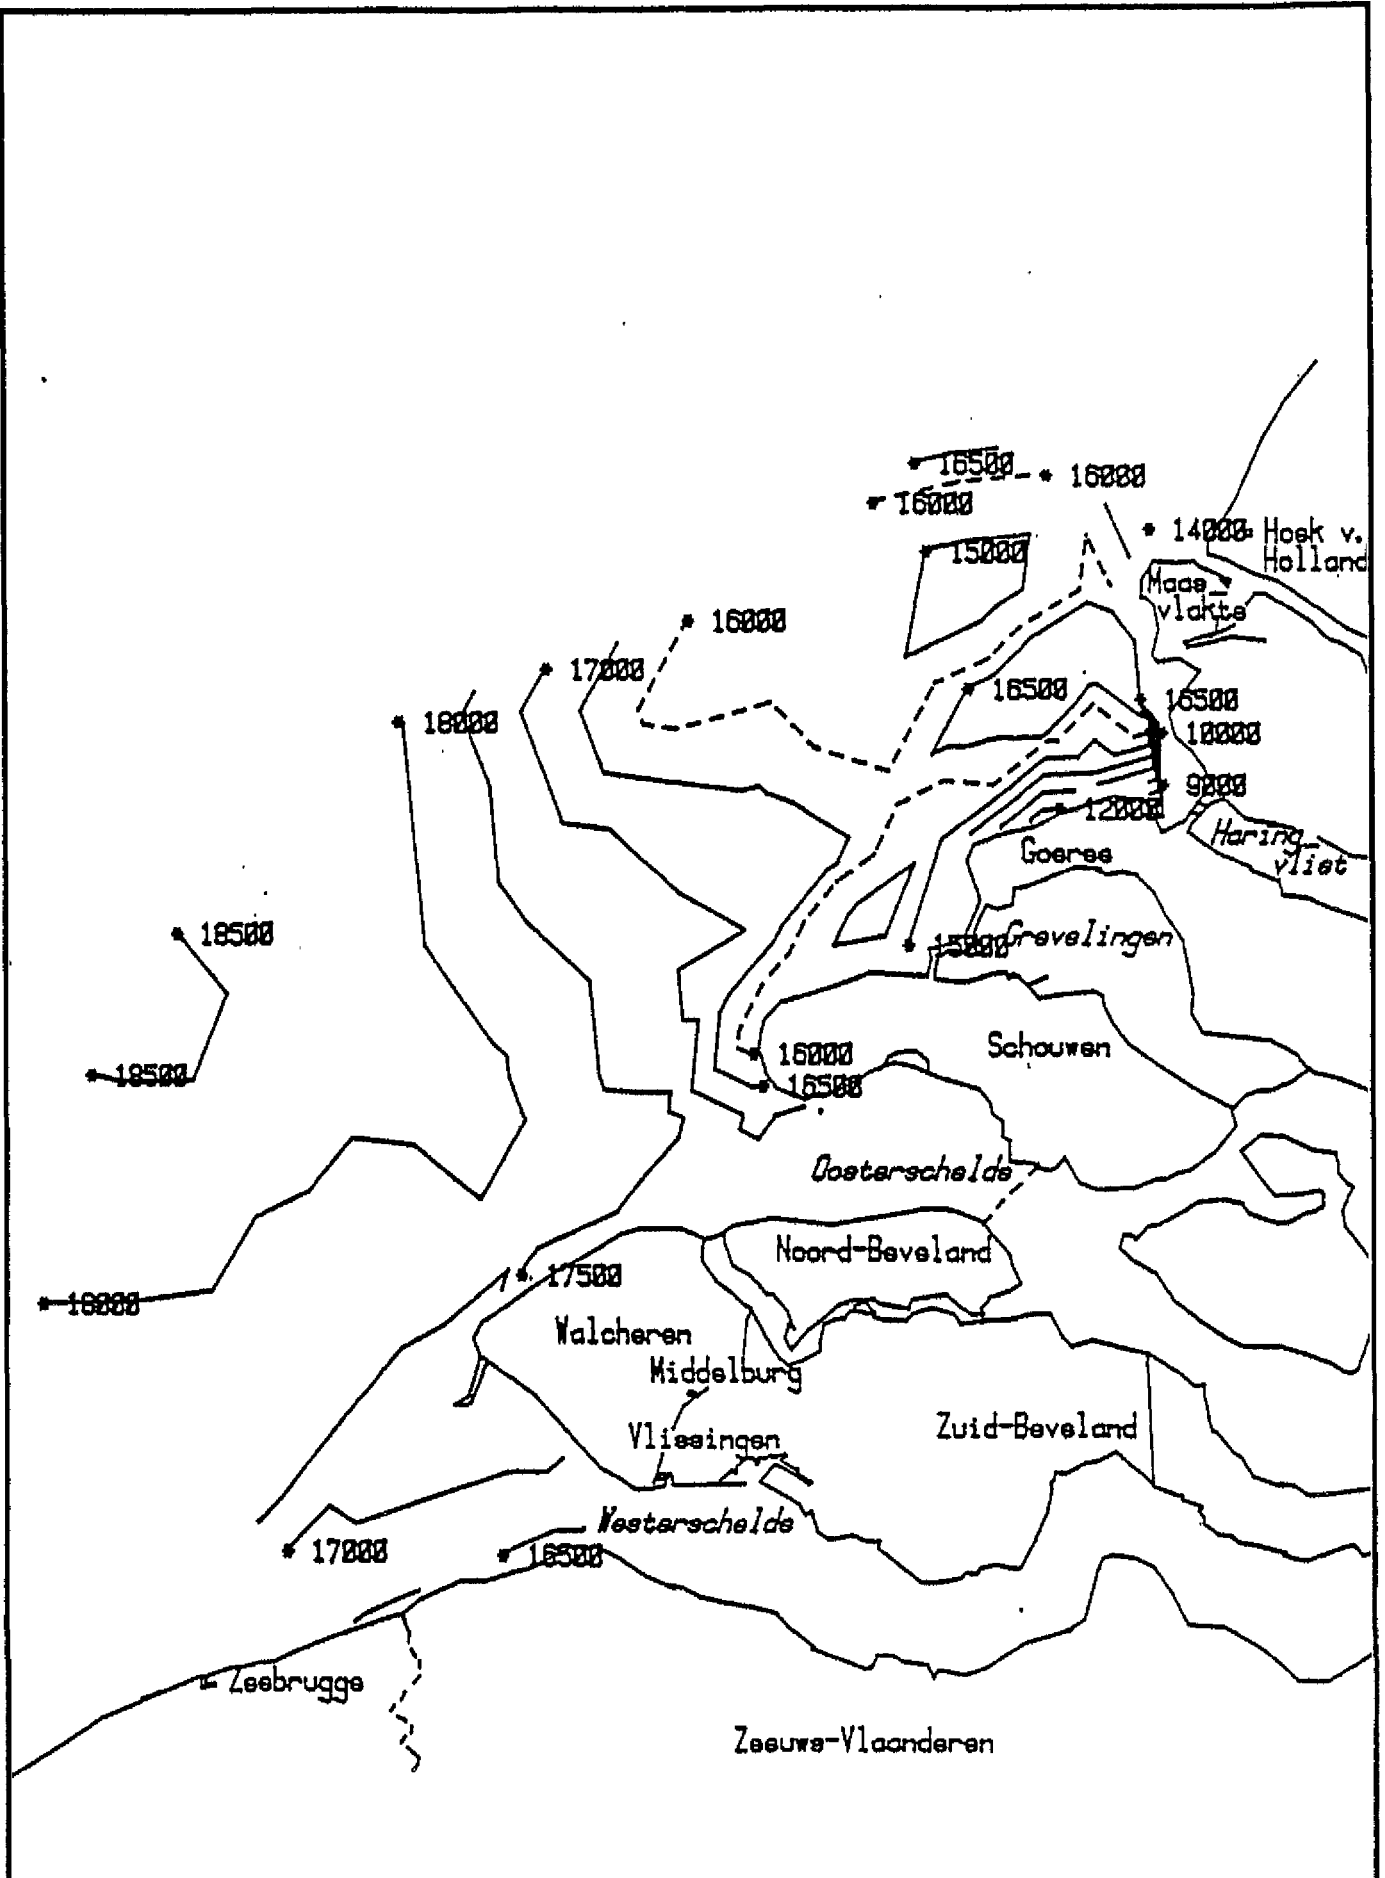 16500
16000
16000
14000
Hoek v.
Holland
15000
Maas_
vlakte
16000
17000
16500
16500
18000
10000
9000
12000
Haring_
vliet
Goeree
18500
15000
Grevelingen
Schouwen
16000
18500
16500
Oosterschelde
Noord-Beveland
17500
18000
Walcheren
Middelburg
Zuid-Beveland
Vlissingen
Westerschelde
17000
16500
Zeebrugge
Zeeuws-Vlaanderen